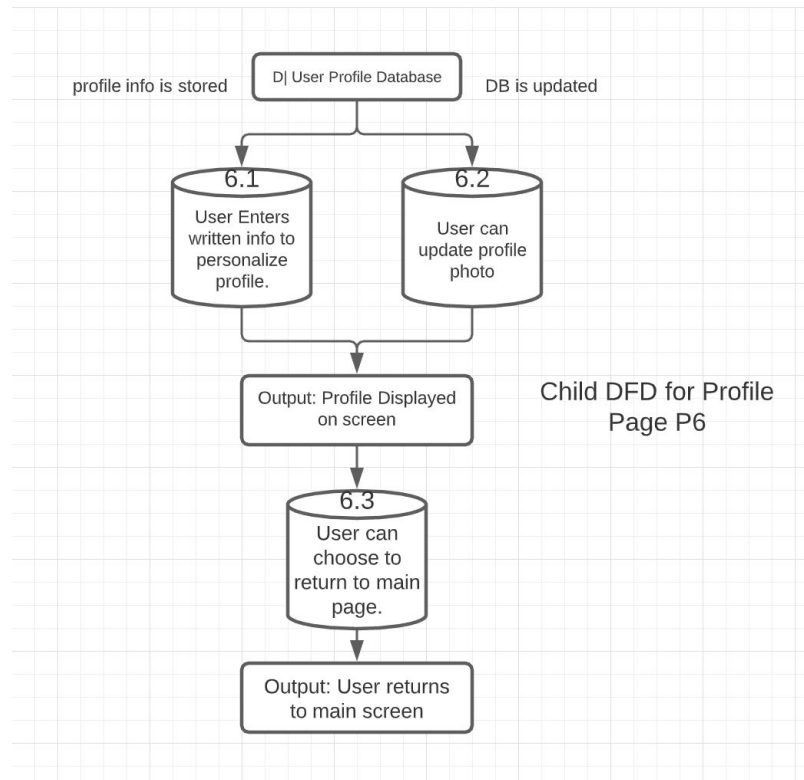 profile info is stored
D| User Profile Database
DB is updated
6.1
User Enters
written info to
personalize
profile.
6.2
User can
update profile
photo
Output: Profile Displayed
on screen
Child DFD for Profile
Page P6
6.3
User can
choose to
return to main
page.
Output: User returns
to main screen